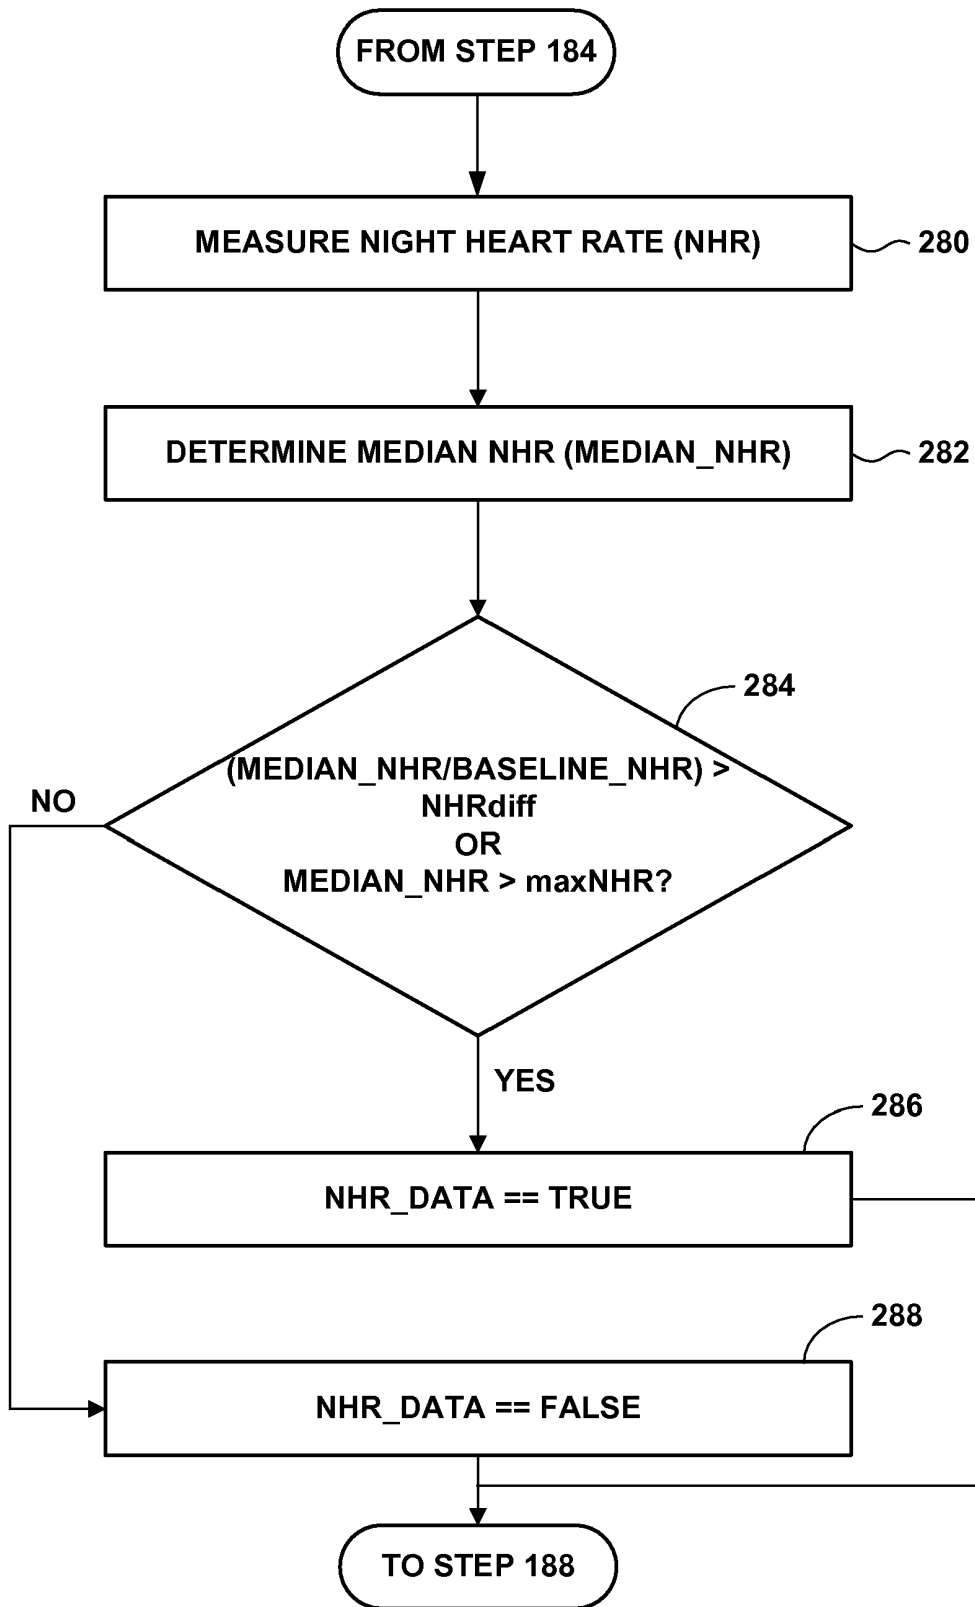 FROM STEP 184
MEASURE NIGHT HEART RATE (NHR)
280
DETERMINE MEDIAN NHR (MEDIAN_NHR)
282
284
(MEDIAN_NHR/BASELINE_NHR) >
NHRdiff
OR
MEDIAN_NHR > maxNHR?
NO
YES
286
NHR_DATA == TRUE
288
NHR_DATA == FALSE
TO STEP 188